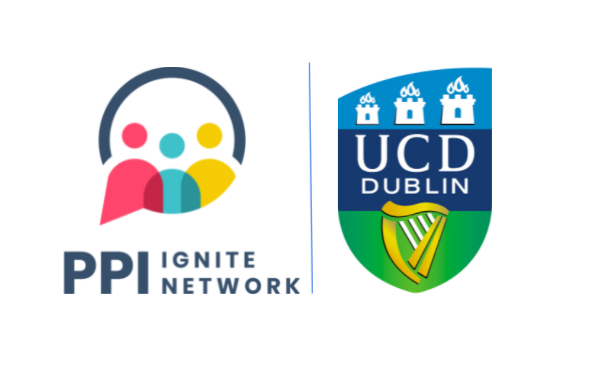 PPI IGNITE
NETWORK
UCD
DUBLIN